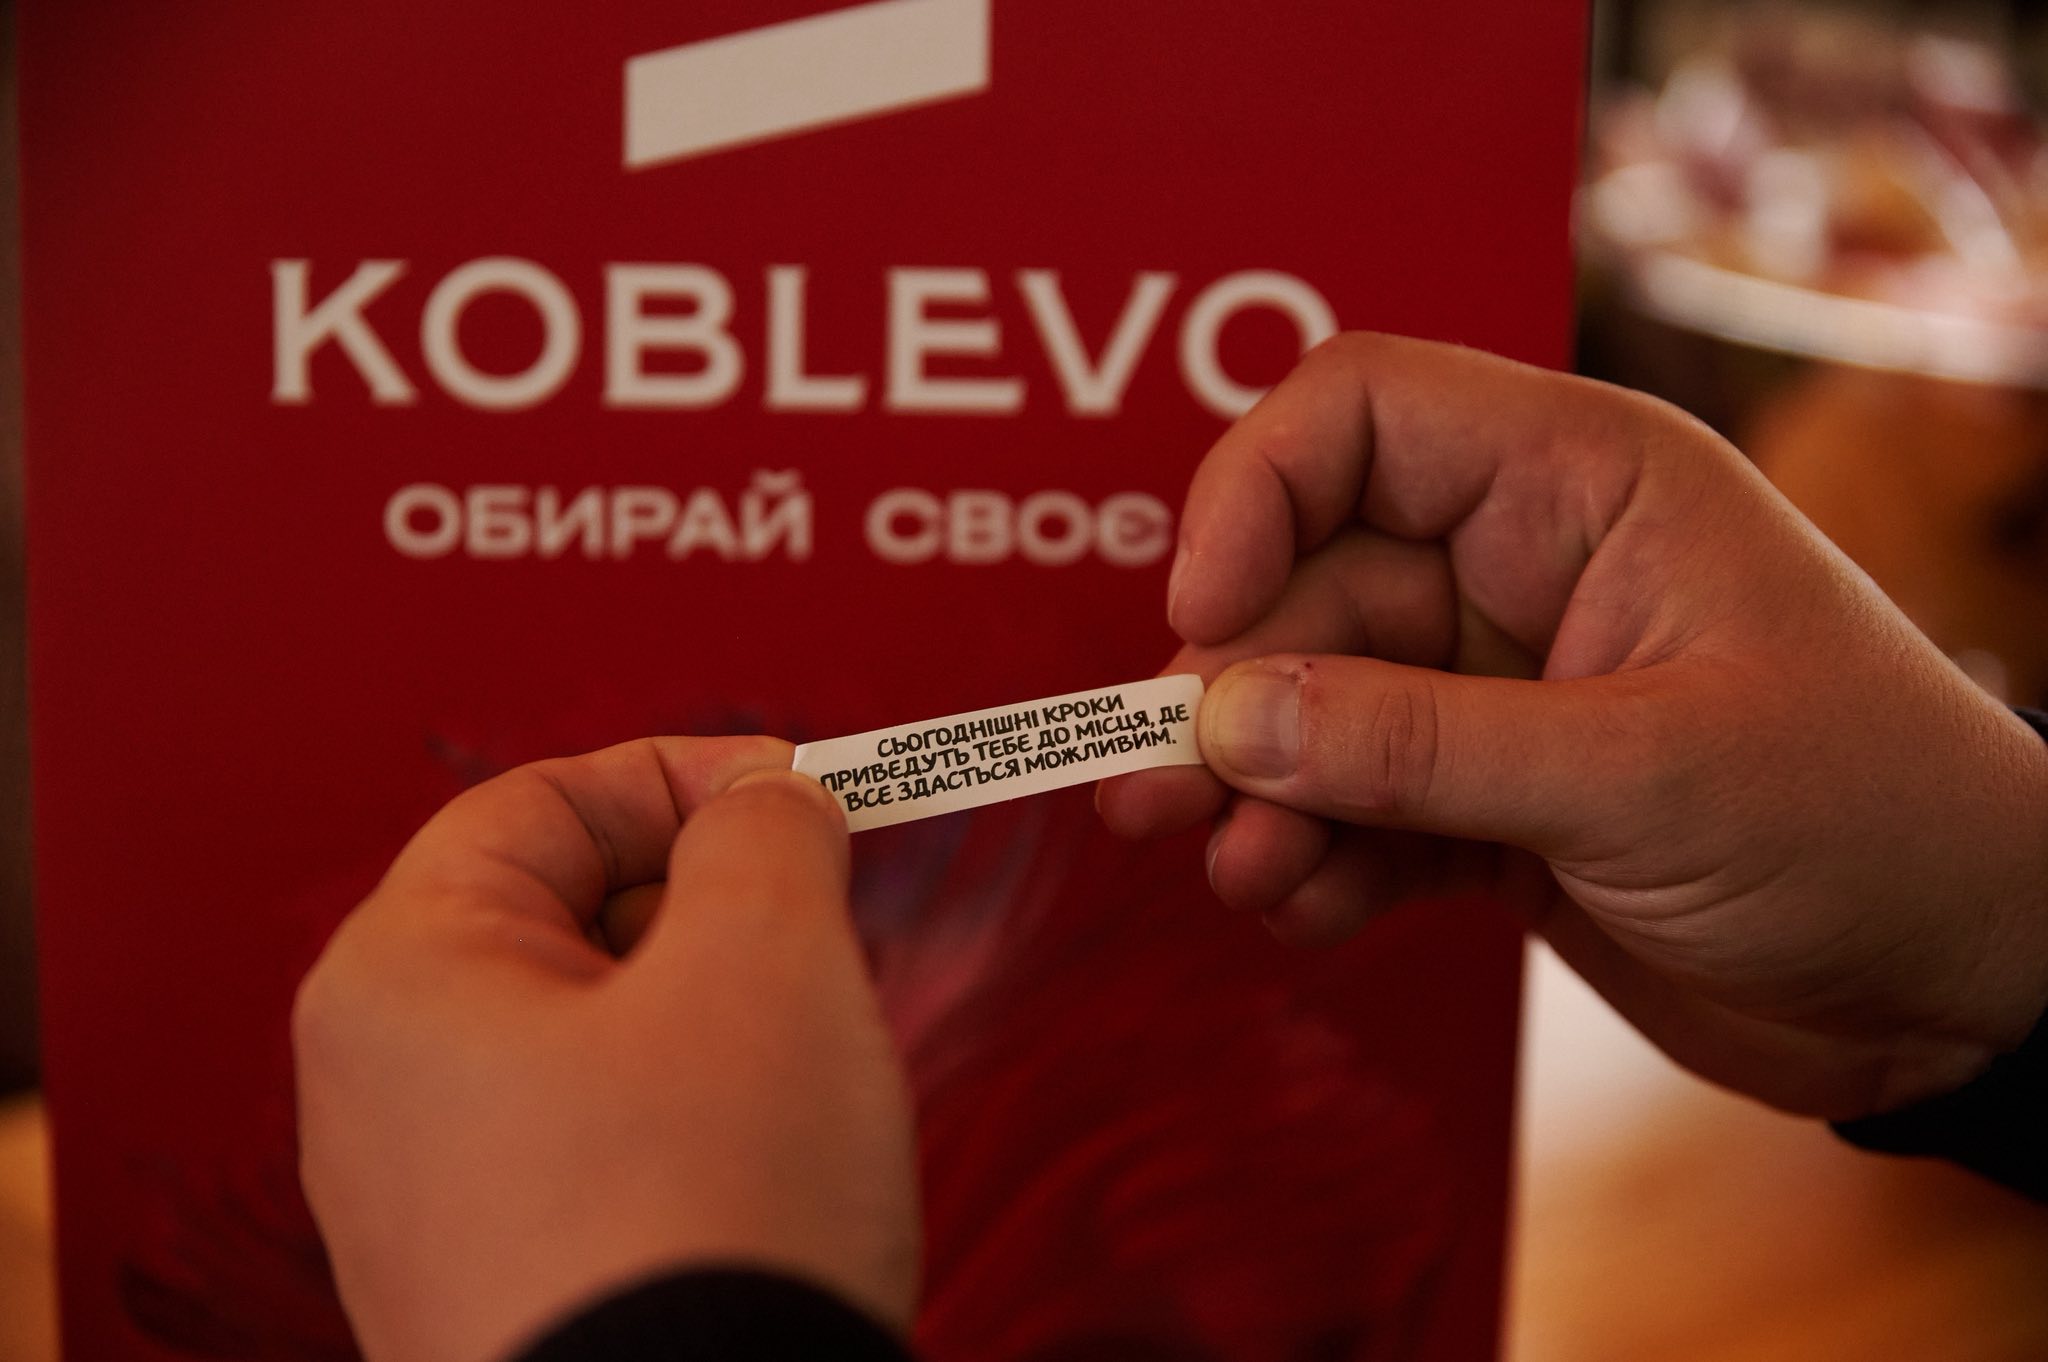 KOBLEVO
ОБИРАЙ СВОЄ
СЬОГОДНІШНІ КРОКИ
ПРИВЕДУТЬ ТЕБЕ ДО МІСЦЯ, ДЕ
ВСЕ ЗДАСТЬСЯ МОЖЛИВИМ.